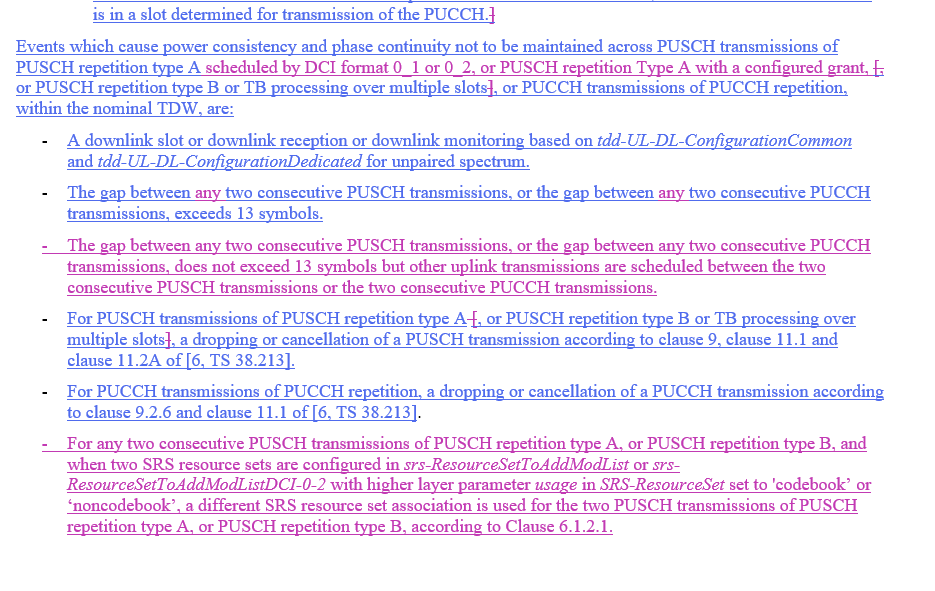 is in a slot determined for transmission of the PUCCH.]
Events which cause power consistency and phase continuity not to be maintained across PUSCH transmissions of
PUSCH repetition type A scheduled by DCI format 0_1 or 0_2, or PUSCH repetition Type A with a configured grant, [,
or PUSCH repetition type B or TB processing over multiple slots], or PUCCH transmissions of PUCCH repetition,
within the nominal TDW, are:
- A downlink slot or downlink reception or downlink monitoring based on tdd-UL-DL-ConfigurationCommon
and tdd-UL-DL-ConfigurationDedicated for unpaired spectrum.
- The gap between any two consecutive PUSCH transmissions, or the gap between any two consecutive PUCCH
transmissions, exceeds 13 symbols.
- The gap between any two consecutive PUSCH transmissions, or the gap between any two consecutive PUCCH
transmissions, does not exceed 13 symbols but other uplink transmissions are scheduled between the two
consecutive PUSCH transmissions or the two consecutive PUCCH transmissions.
- For PUSCH transmissions of PUSCH repetition type A [, or PUSCH repetition type B or TB processing over
multiple slots], a dropping or cancellation of a PUSCH transmission according to clause 9, clause 11.1 and
clause 11.2A of [6, TS 38.213].
- For PUCCH transmissions of PUCCH repetition, a dropping or cancellation of a PUCCH transmission according
to clause 9.2.6 and clause 11.1 of [6, TS 38.213].
- For any two consecutive PUSCH transmissions of PUSCH repetition type A, or PUSCH repetition type B, and
when two SRS resource sets are configured in srs-ResourceSetToAddModList or srs-
ResourceSetToAddModListDCI-0-2 with higher layer parameter usage in SRS-ResourceSet set to 'codebook’ or
‘noncodebook’, a different SRS resource set association is used for the two PUSCH transmissions of PUSCH
repetition type A, or PUSCH repetition type B, according to Clause 6.1.2.1.